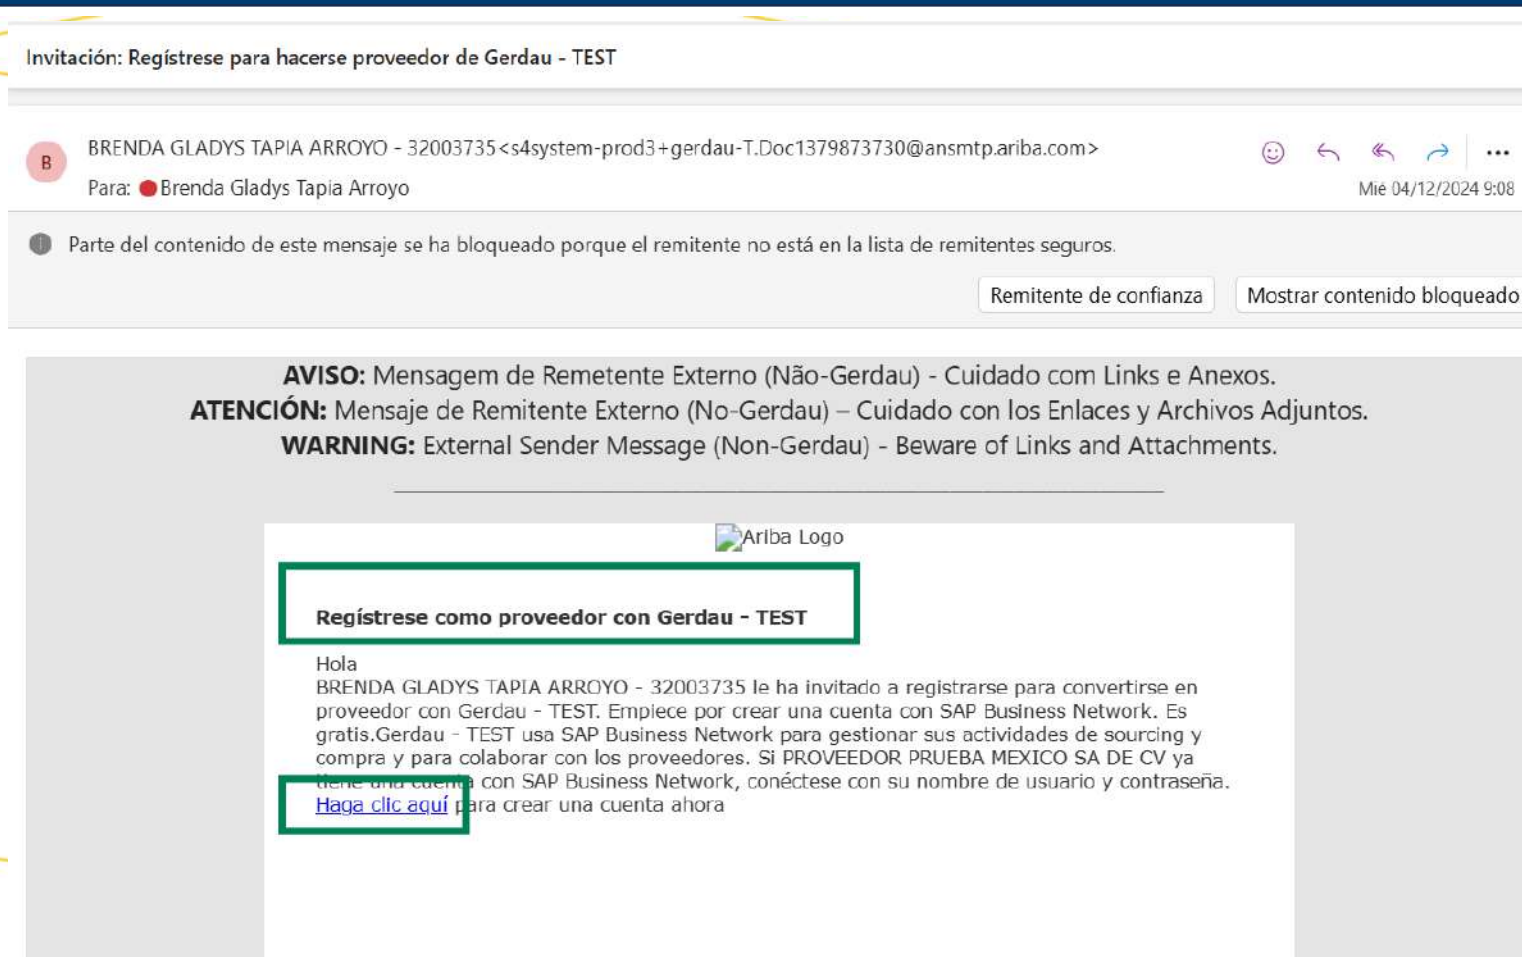 Invitación: Regístrese para hacerse proveedor de Gerdau - TEST
B
BRENDA GLADYS TAPIA ARROYO - 32003735<s4system-prod3+gerdau-T.Doc1379873730@ansmtp.ariba.com>
Para: Brenda Gladys Tapia Arroyo
Mié 04/12/2024 9:08
Parte del contenido de este mensaje se ha bloqueado porque el remitente no está en la lista de remitentes seguros.
Remitente de confianza
Mostrar contenido bloqueado
AVISO: Mensagem de Remetente Externo (Não-Gerdau) - Cuidado com Links e Anexos.
ATENCIÓN: Mensaje de Remitente Externo (No-Gerdau) – Cuidado con los Enlaces y Archivos Adjuntos.
WARNING: External Sender Message (Non-Gerdau) - Beware of Links and Attachments.
Ariba Logo
Regístrese como proveedor con Gerdau - TEST
Hola
BRENDA GLADYS TAPIA ARROYO - 32003735 le ha invitado a registrarse para convertirse en
proveedor con Gerdau - TEST. Empiece por crear una cuenta con SAP Business Network. Es
gratis.Gerdau - TEST usa SAP Business Network para gestionar sus actividades de sourcing y
compra y para colaborar con los proveedores. Si PROVEEDOR PRUEBA MEXICO SA DE CV ya
tiene una cuenta con SAP Business Network, conéctese con su nombre de usuario y contraseña.
Haga clic aquí para crear una cuenta ahora